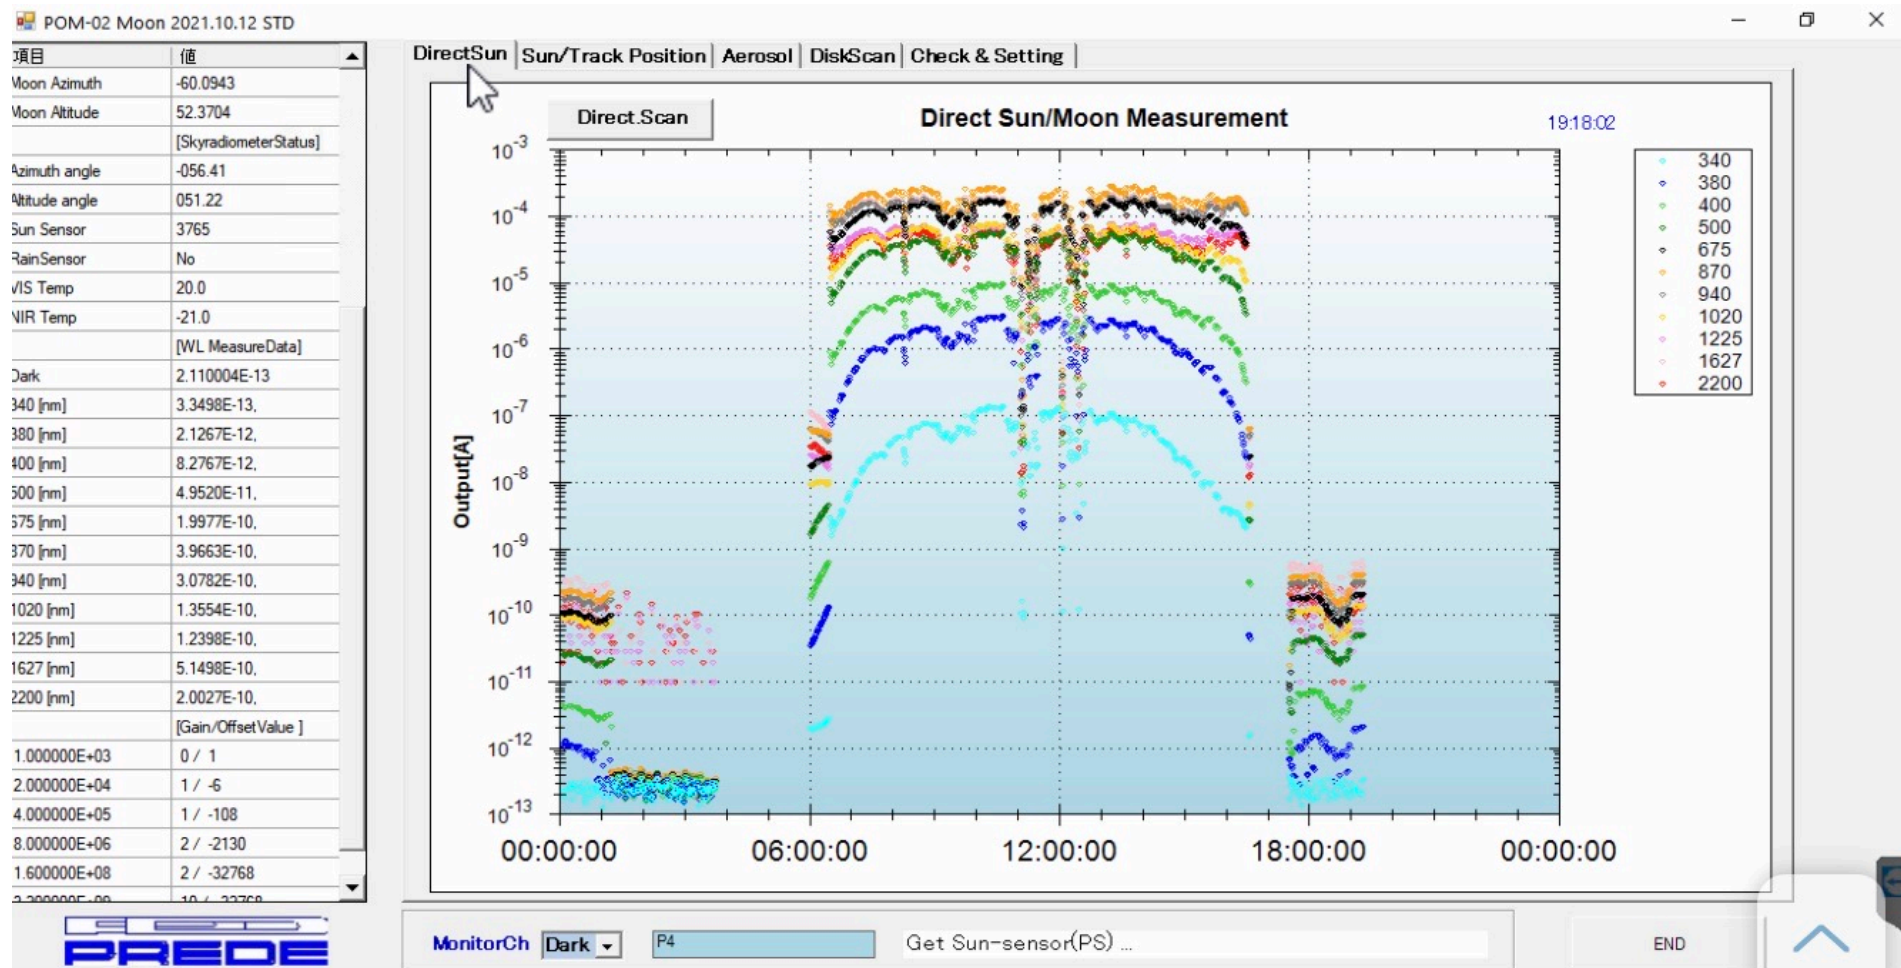 POM-02 Moon 2021.10.12 STD
項目 値
Moon Azimuth -60.0943
Moon Altitude 52.3704
[SkyradiometerStatus]
Azimuth angle -056.41
Altitude angle 051.22
Sun Sensor 3765
RainSensor No
VIS Temp 20.0
NIR Temp -21.0
[WL MeasureData]
Dark 2.110004E-13
340 [nm] 3.3498E-13,
380 [nm] 2.1267E-12,
400 [nm] 8.2767E-12,
500 [nm] 4.9520E-11,
675 [nm] 1.9977E-10,
870 [nm] 3.9663E-10,
940 [nm] 3.0782E-10,
1020 [nm] 1.3554E-10,
1225 [nm] 1.2398E-10,
1627 [nm] 5.1498E-10,
2200 [nm] 2.0027E-10,
[Gain/OffsetValue ]
1.000000E+03 0 / 1
2.000000E+04 1 / -6
4.000000E+05 1 / -108
8.000000E+06 2 / -2130
1.600000E+08 2 / -32768
PREDE
DirectSun Sun/Track Position Aerosol DiskScan Check & Setting
Direct.Scan
Direct Sun/Moon Measurement
19:18:02
Output[A]
10-3
10-4
10-5
10-6
10-7
10-8
10-9
10-10
10-11
10-12
10-13
00:00:00 06:00:00 12:00:00 18:00:00 00:00:00
340
380
400
500
675
870
940
1020
1225
1627
2200
MonitorCh Dark P4 Get Sun-sensor(PS) ... END